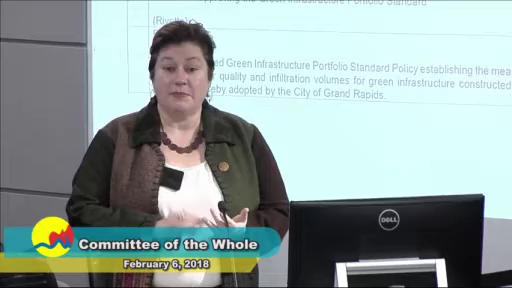 pporting the Green Infrastructure Portfolio Standard
ed Green Infrastructure Portfolio Standard Policy establishing the mea
quality and infiltration volumes for green infrastructure constructed
eby adopted by the City of Grand Rapids.
DELL
Committee of the Whole
February 6, 2018